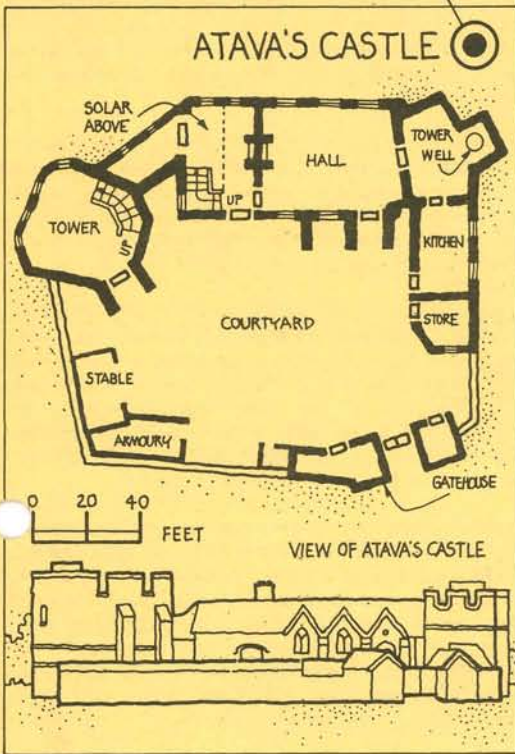 ATAVA'S CASTLE
SOLAR
ABOVE
HALL
TOWER
WELL
UP
TOWER
UP
KITCHEN
COURTYARD
STORE
STABLE
ARMOURY
GATEHOUSE
0 20 40
FEET
VIEW OF ATAVA'S CASTLE